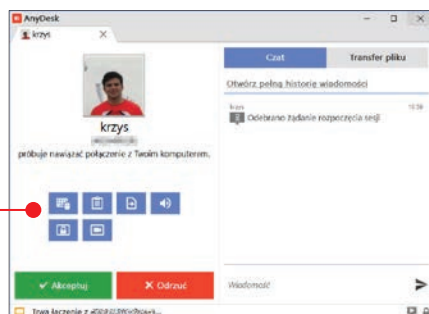 AnyDesk
krzys
Czat
Transfer pliku
krzys
próbuje nawiązać połączenie z Twoim komputerem.
Otwórz pełną historię wiadomości
krzys
Odebrano żądanie rozpoczęcia sesji
Akceptuj
Odrzuć
Wiadomość
Trwa łączenie z